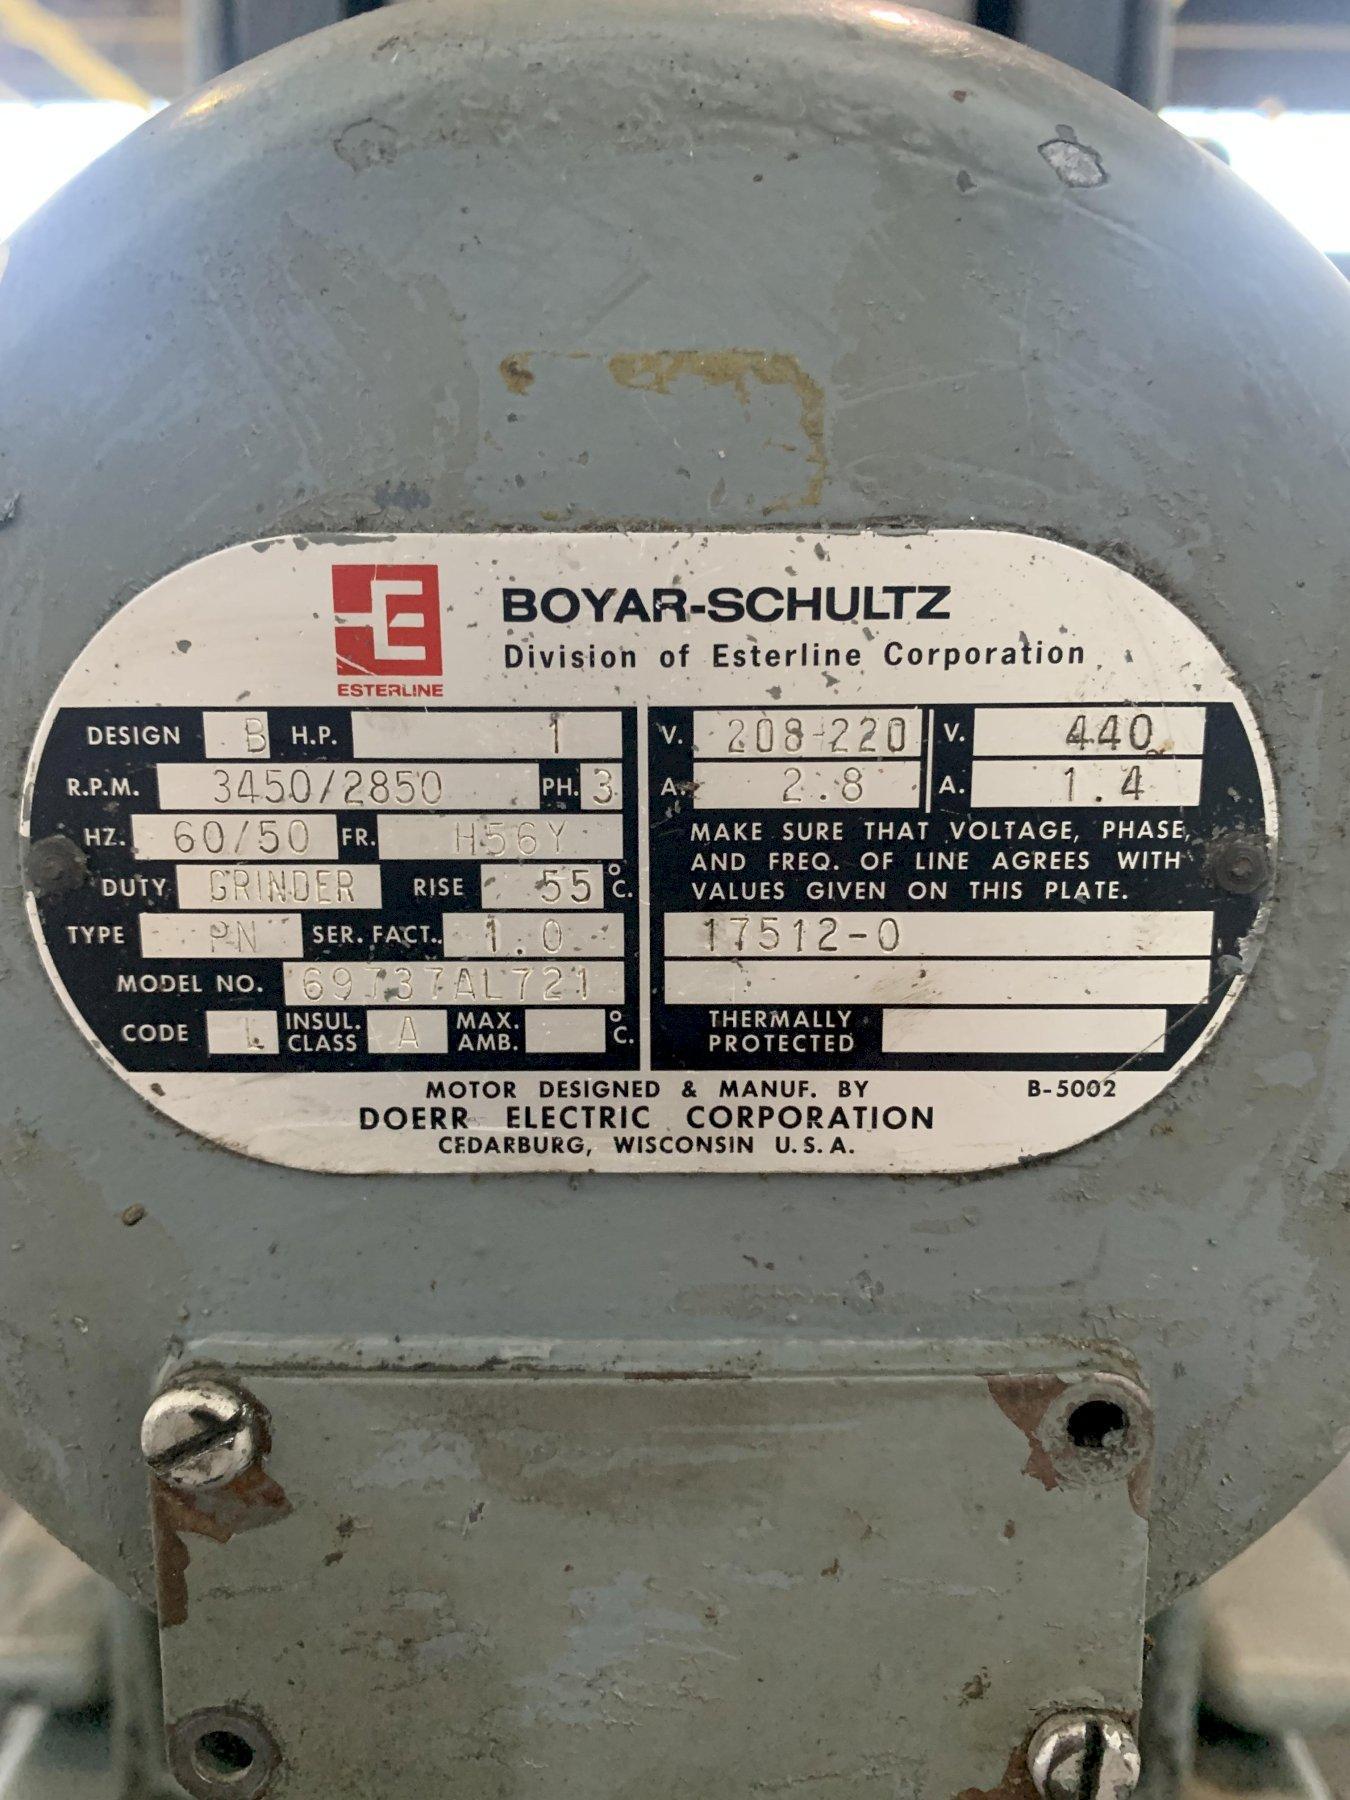 BOYAR-SCHULTZ
Division of Esterline Corporation
E
ESTERLINE
DESIGN B H.P. 1
R.P.M. 3450/2850 PH. 3
HZ. 60/50 FR. H56Y
DUTY GRINDER RISE 55 °C.
TYPE PN SER. FACT. 1.0
MODEL NO. 69737AL721
CODE L INSUL. CLASS A MAX. AMB. °C.
V. 208-220 V. 440
A. 2.8 A. 1.4
MAKE SURE THAT VOLTAGE, PHASE,
AND FREQ. OF LINE AGREES WITH
VALUES GIVEN ON THIS PLATE.
17512-0
THERMALLY
PROTECTED
MOTOR DESIGNED & MANUF. BY B-5002
DOERR ELECTRIC CORPORATION
CEDARBURG, WISCONSIN U.S.A.